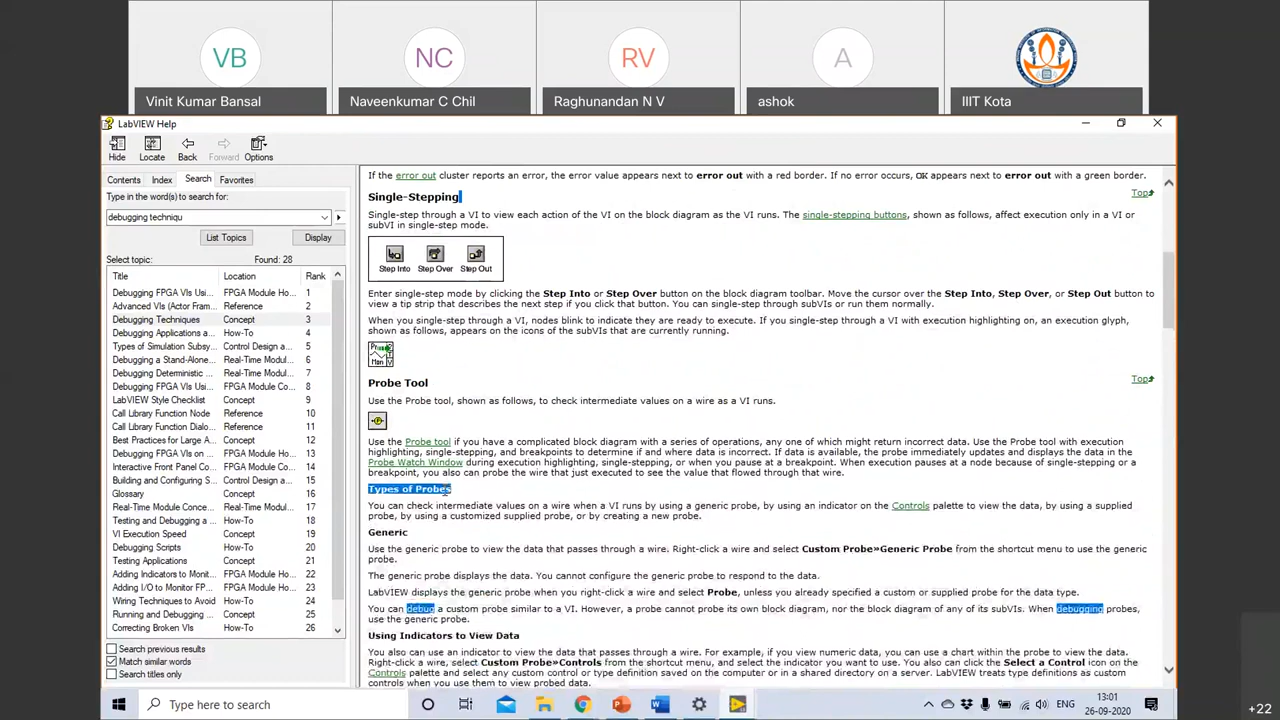 VB
NC
RV
A
Vinit Kumar Bansal
Naveenkumar C Chil
Raghunandan N V
ashok
IIIT Kota
LabVIEW Help
Hide
Locate
Back
Forward
Options
Contents
Index
Search
Favorites
Type in the word(s) to search for:
debugging techniqu
List Topics
Display
Select topic:
Found: 28
Title Location Rank
Debugging FPGA VIs Usi... FPGA Module Ho... 1
Advanced VIs (Actor Fram... Reference 2
Debugging Techniques Concept 3
Debugging Applications a... How-To 4
Types of Simulation Subsy... Control Design a... 5
Debugging a Stand-Alone... Real-Time Modul... 6
Debugging Deterministic ... Real-Time Modul... 7
Debugging FPGA VIs Usi... FPGA Module Co... 8
LabVIEW Style Checklist Concept 9
Call Library Function Node Reference 10
Call Library Function Dialo... Reference 11
Best Practices for Large A... Concept 12
Debugging FPGA VIs on ... FPGA Module Ho... 13
Interactive Front Panel Co... FPGA Module Co... 14
Building and Configuring S... Control Design a... 15
Glossary Concept 16
Real-Time Module Conce... Real-Time Modul... 17
Testing and Debugging a ... How-To 18
VI Execution Speed Concept 19
Debugging Scripts How-To 20
Testing Applications Concept 21
Adding Indicators to Monit... FPGA Module Ho... 22
Adding I/O to Monitor FP... FPGA Module Ho... 23
Wiring Techniques to Avoid How-To 24
Running and Debugging ... How-To 25
Correcting Broken VIs How-To 26
Search previous results
Match similar words
Search titles only
If the error out cluster reports an error, the error value appears next to error out with a red border. If no error occurs, OK appears next to error out with a green border.
Top
Single-Stepping
Single-step through a VI to view each action of the VI on the block diagram as the VI runs. The single-stepping buttons, shown as follows, affect execution only in a VI or
subVI in single-step mode.
Step Into Step Over Step Out
Enter single-step mode by clicking the Step Into or Step Over button on the block diagram toolbar. Move the cursor over the Step Into, Step Over, or Step Out button to
view a tip strip that describes the next step if you click that button. You can single-step through subVIs or run them normally.
When you single-step through a VI, nodes blink to indicate they are ready to execute. If you single-step through a VI with execution highlighting on, an execution glyph,
shown as follows, appears on the icons of the subVIs that are currently running.
Probe Tool
Top
Use the Probe tool, shown as follows, to check intermediate values on a wire as a VI runs.
Use the Probe tool if you have a complicated block diagram with a series of operations, any one of which might return incorrect data. Use the Probe tool with execution
highlighting, single-stepping, and breakpoints to determine if and where data is incorrect. If data is available, the probe immediately updates and displays the data in the
Probe Watch Window during execution highlighting, single-stepping, or when you pause at a breakpoint. When execution pauses at a node because of single-stepping or a
breakpoint, you also can probe the wire that just executed to see the value that flowed through that wire.
Types of Probes
You can check intermediate values on a wire when a VI runs by using a generic probe, by using an indicator on the Controls palette to view the data, by using a supplied
probe, by using a customized supplied probe, or by creating a new probe.
Generic
Use the generic probe to view the data that passes through a wire. Right-click a wire and select Custom Probe»Generic Probe from the shortcut menu to use the generic
probe.
The generic probe displays the data. You cannot configure the generic probe to respond to the data.
LabVIEW displays the generic probe when you right-click a wire and select Probe, unless you already specified a custom or supplied probe for the data type.
You can debug a custom probe similar to a VI. However, a probe cannot probe its own block diagram, nor the block diagram of any of its subVIs. When debugging probes,
use the generic probe.
Using Indicators to View Data
You also can use an indicator to view the data that passes through a wire. For example, if you view numeric data, you can use a chart within the probe to view the data.
Right-click a wire, select Custom Probe»Controls from the shortcut menu, and select the indicator you want to use. You also can click the Select a Control icon on the
Controls palette and select any custom control or type definition saved on the computer or in a shared directory on a server. LabVIEW treats type definitions as custom
controls when you use them to view probed data.
Type here to search
ENG
13:01
26-09-2020
+22